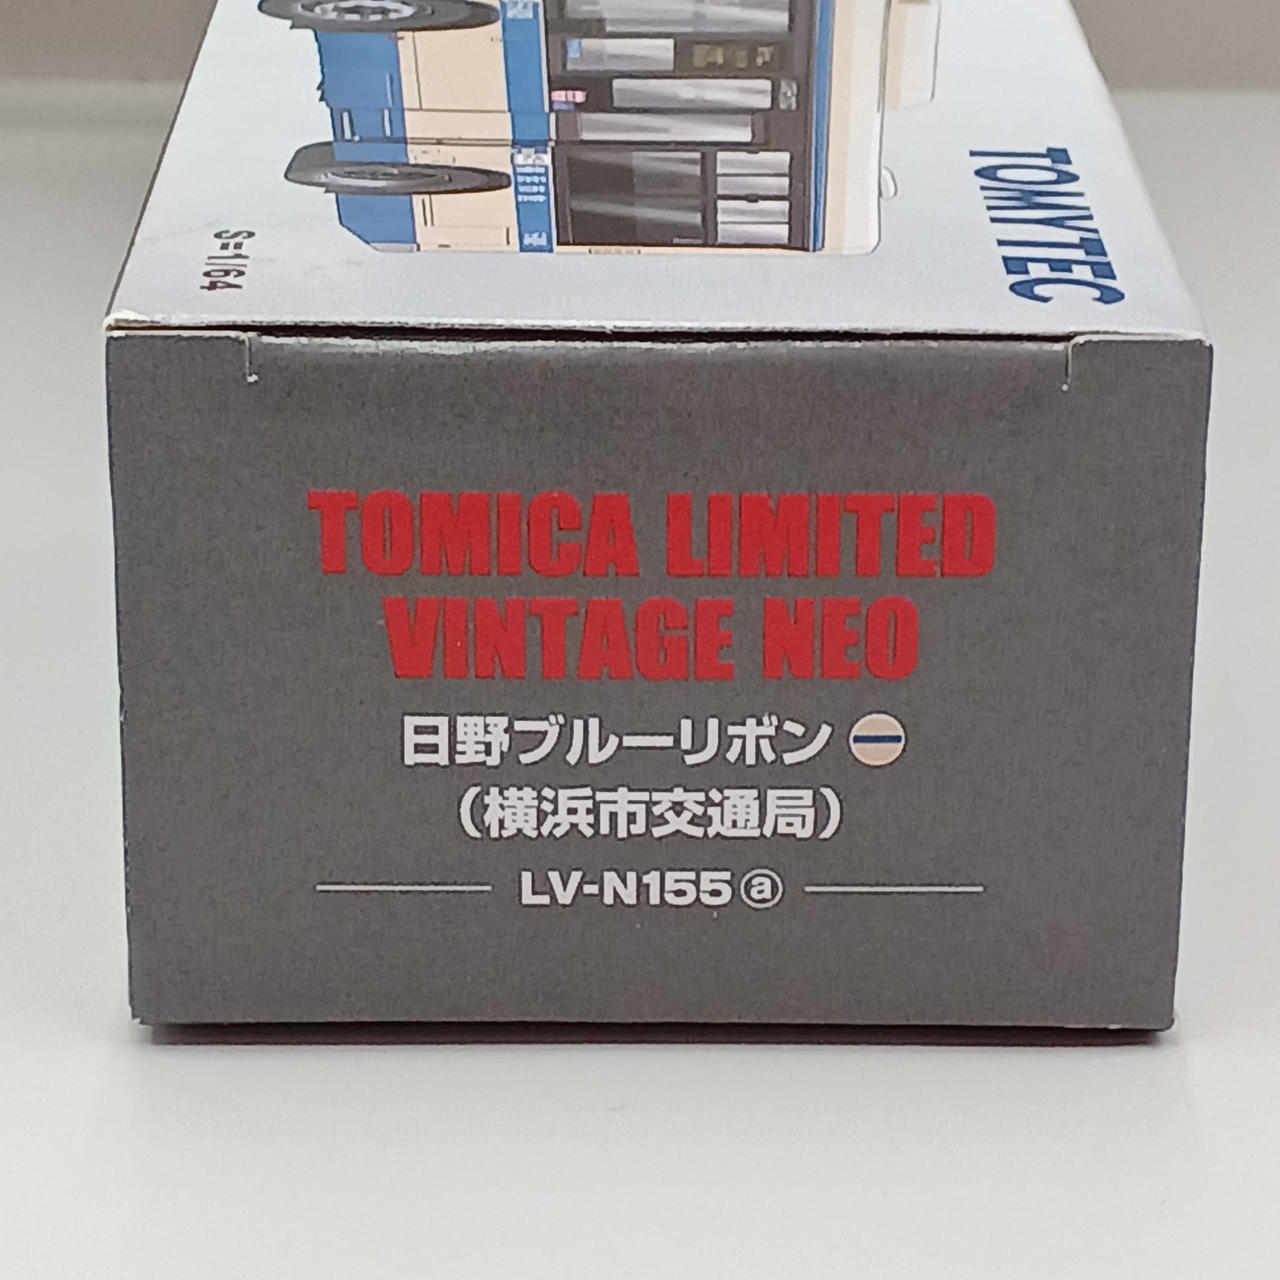 TOMYTEC
S=1/64
TOMICA LIMITED
VINTAGE NEO
日野ブルーリボン
(横浜市交通局)
LV-N155ⓐ